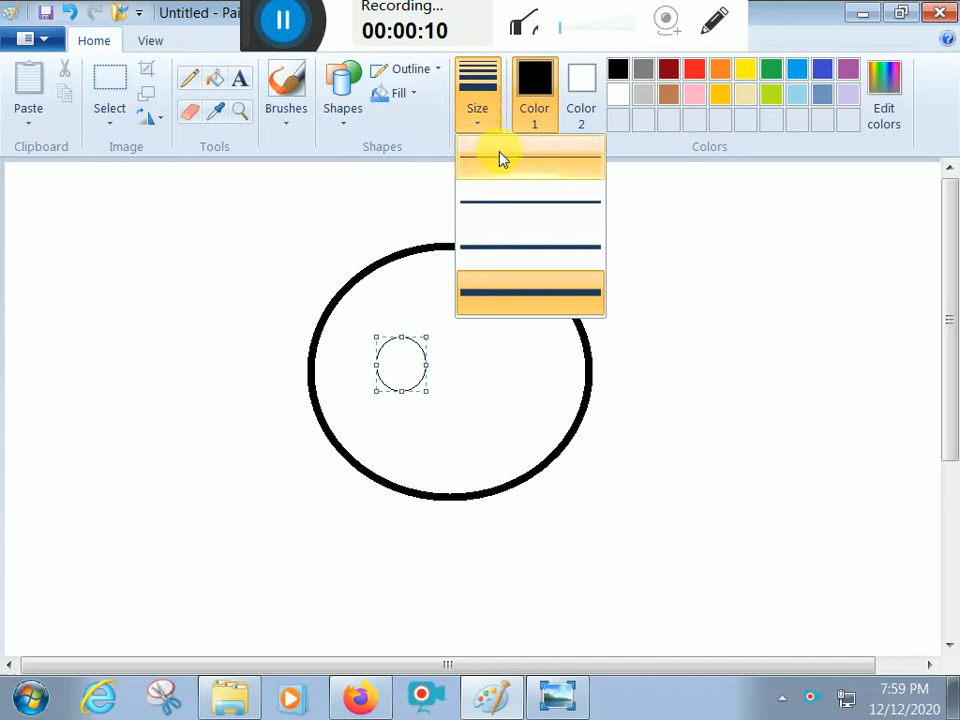 Untitled - Pai
Recording...
00:00:10
Home
View
Paste
Select
Brushes
Shapes
Outline
Fill
Size
Color
1
Color
2
Edit
colors
Clipboard
Image
Tools
Shapes
Colors
7:59 PM
12/12/2020